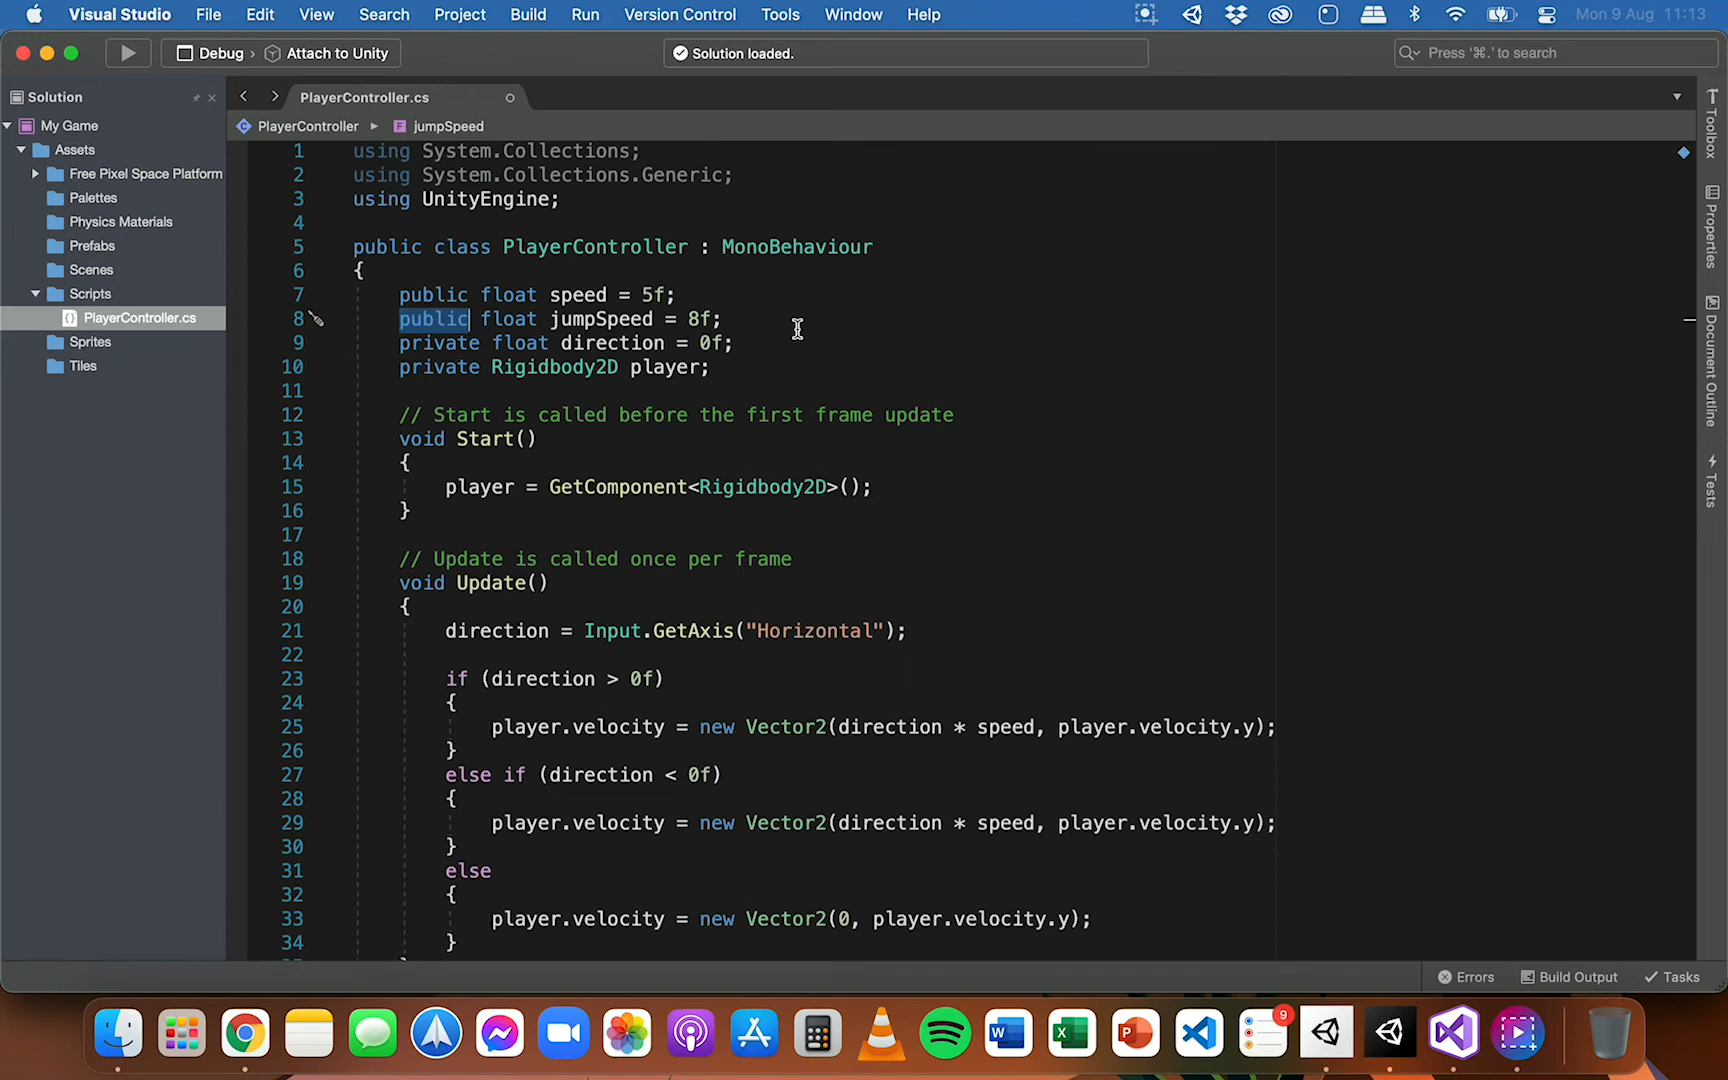 Visual Studio File Edit View Search Project Build Run Version Control Tools Window Help Mon 9 Aug 11:13
Debug › Attach to Unity Solution loaded. Press '⌘.' to search
Solution
PlayerController.cs
My Game
PlayerController ▸ jumpSpeed
Assets
Free Pixel Space Platform
Palettes
Physics Materials
Prefabs
Scenes
Scripts
PlayerController.cs
Sprites
Tiles
1 using System.Collections;
2 using System.Collections.Generic;
3 using UnityEngine;
4
5 public class PlayerController : MonoBehaviour
6 {
7 public float speed = 5f;
8 public float jumpSpeed = 8f;
9 private float direction = 0f;
10 private Rigidbody2D player;
11
12 // Start is called before the first frame update
13 void Start()
14 {
15 player = GetComponent<Rigidbody2D>();
16 }
17
18 // Update is called once per frame
19 void Update()
20 {
21 direction = Input.GetAxis("Horizontal");
22
23 if (direction > 0f)
24 {
25 player.velocity = new Vector2(direction * speed, player.velocity.y);
26 }
27 else if (direction < 0f)
28 {
29 player.velocity = new Vector2(direction * speed, player.velocity.y);
30 }
31 else
32 {
33 player.velocity = new Vector2(0, player.velocity.y);
34 }
Toolbox
Properties
Document Outline
Tests
Errors Build Output Tasks
9